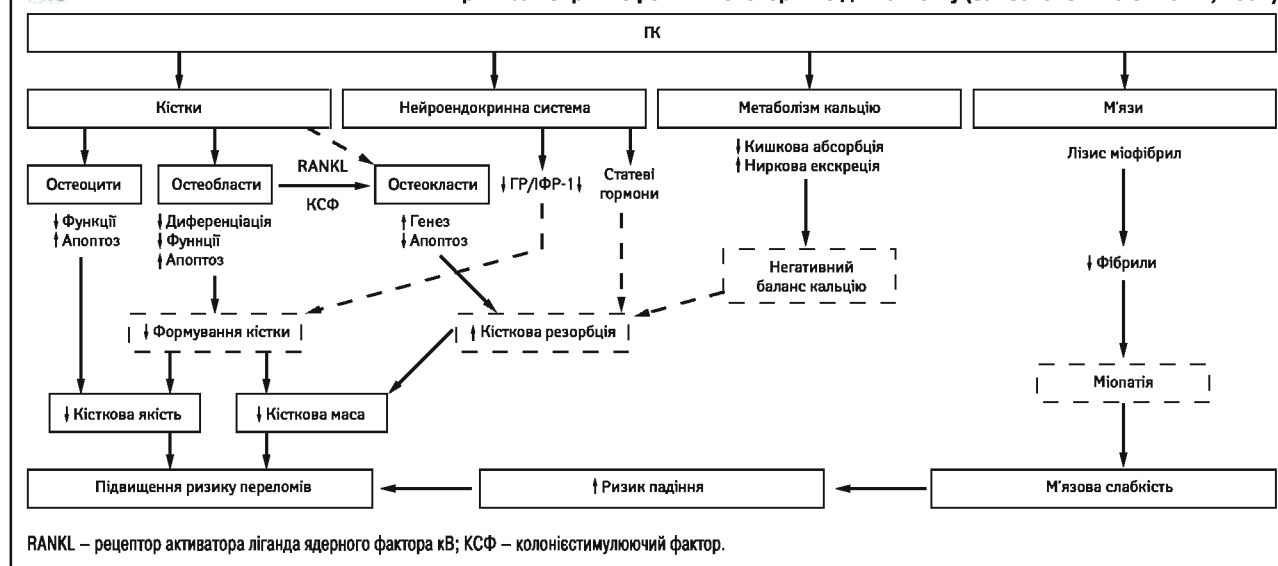 ГК
Кістки
Нейроендокринна система
Метаболізм кальцію
М'язи
Остеоцити
Остеобласти
RANKL
КСФ
Остеокласти
↓ ГР/ІФР-1 ↓
Статеві
гормони
↓ Кишкова абсорбція
↑ Ниркова екскреція
Лізис міофібрил
↓ Функції
↑ Апоптоз
↓ Диференціація
↓ Функції
↑ Апоптоз
↑ Генез
↓ Апоптоз
Негативний
баланс кальцію
↓ Фібрили
↓ Формування кістки
↑ Кісткова резорбція
Міопатія
↓ Кісткова якість
↓ Кісткова маса
Підвищення ризику переломів
↑ Ризик падіння
М'язова слабкість
RANKL – рецептор активатора ліганда ядерного фактора кВ; КСФ – колонієстимулюючий фактор.